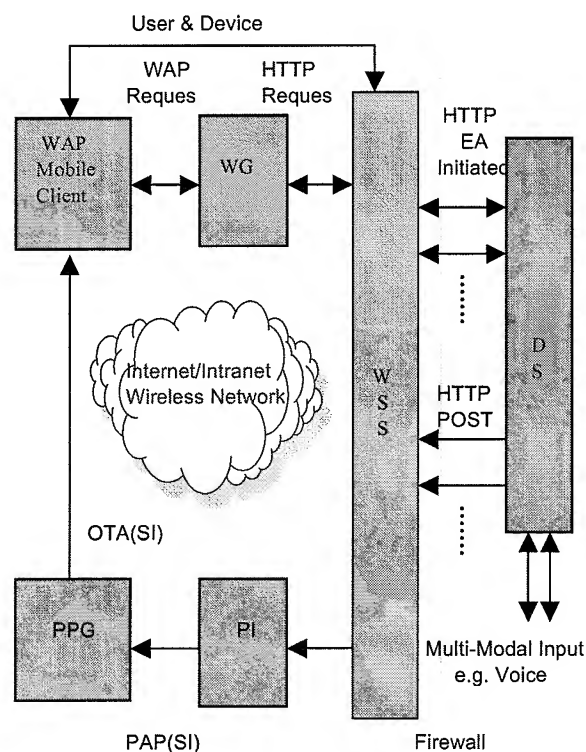 User & Device
WAP
Reques
HTTP
Reques
WAP
Mobile
Client
WG
HTTP
EA
Initiated
Internet/Intranet
Wireless Network
W
S
S
D
S
HTTP
POST
OTA(SI)
PPG
PI
Multi-Modal Input
e.g. Voice
PAP(SI)
Firewall